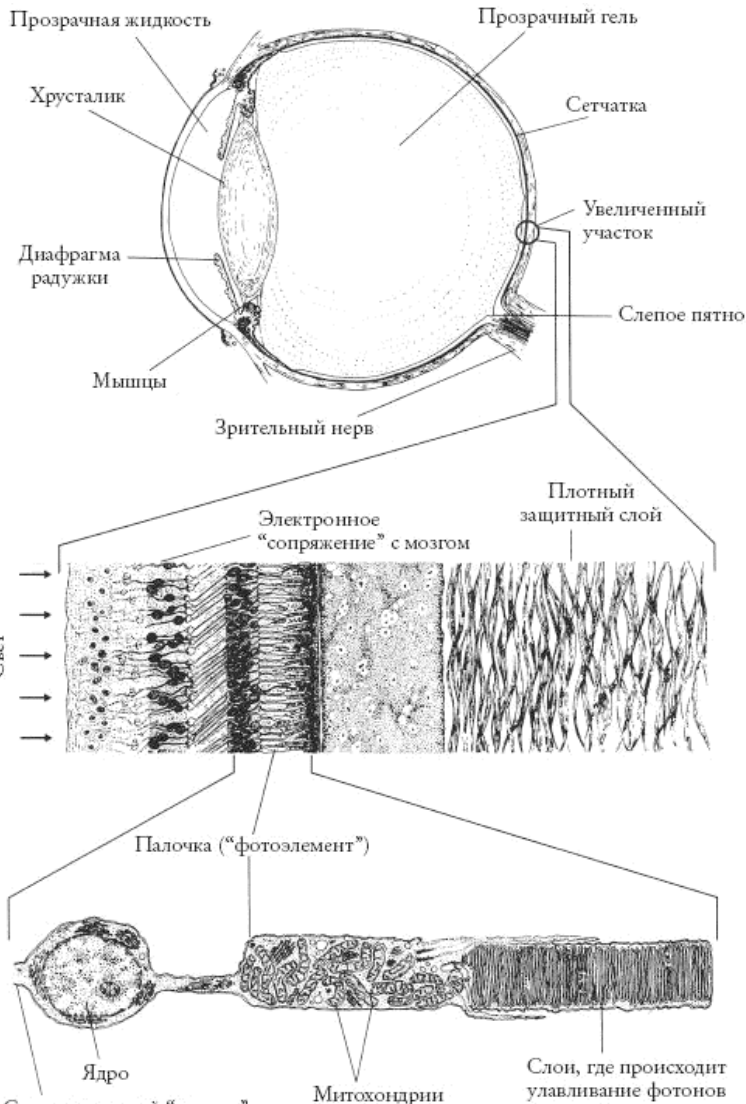 Прозрачная жидкость
Прозрачный гель
Хрусталик
Сетчатка
Увеличенный
участок
Диафрагма
радужки
Слепое пятно
Мышцы
Зрительный нерв
Плотный
защитный слой
Электронное
“сопряжение” с мозгом
Палочка (“фотоэлемент”)
Ядро
Митохондрии
Слои, где происходит
улавливание фотонов